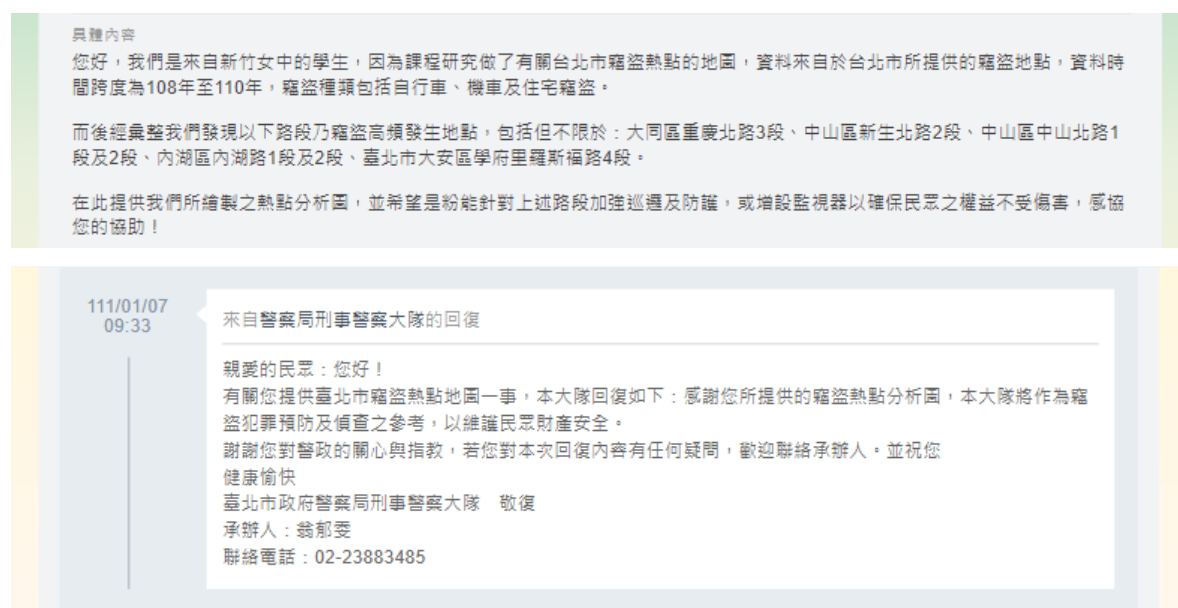 具體內容
您好，我們是來自新竹女中的學生，因為課程研究做了有關台北市竊盜熱點的地圖，資料來自於台北市所提供的竊盜地點，資料時
間跨度為108年至110年，竊盜種類包括自行車、機車及住宅竊盜。
而後經彙整我們發現以下路段乃竊盜高頻發生地點，包括但不限於：大同區重慶北路3段、中山區新生北路2段、中山區中山北路1
段及2段、內湖區內湖路1段及2段、臺北市大安區學府里羅斯福路4段。
在此提供我們所繪製之熱點分析圖，並希望是粉能針對上述路段加強巡邏及防護，或增設監視器以確保民眾之權益不受傷害，感協
您的協助！
111/01/07
09:33
來自警察局刑事警察大隊的回復
親愛的民眾：您好！
有關您提供臺北市竊盜熱點地圖一事，本大隊回復如下：感謝您所提供的竊盜熱點分析圖，本大隊將作為竊
盜犯罪預防及偵查之參考，以維護民眾財產安全。
謝謝您對警政的關心與指教，若您對本次回復內容有任何疑問，歡迎聯絡承辦人。並祝您
健康愉快
臺北市政府警察局刑事警察大隊　敬復
承辦人：翁郁雯
聯絡電話：02-23883485